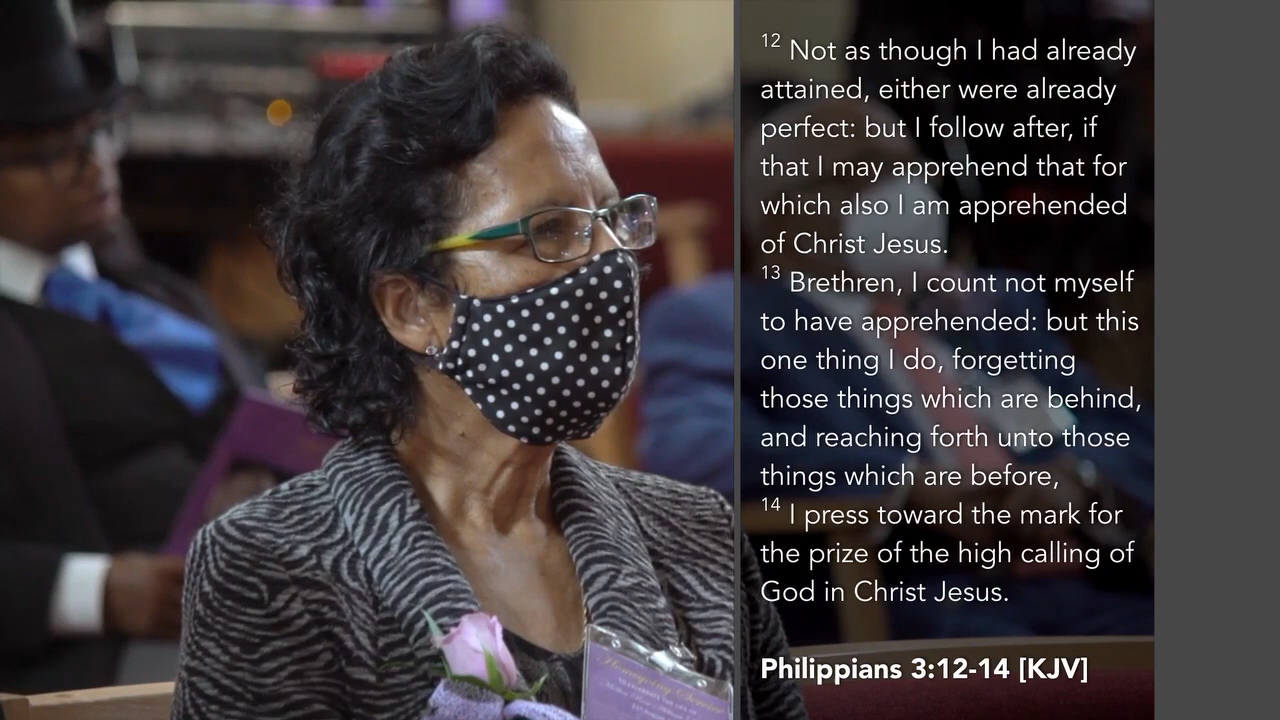 12 Not as though I had already
attained, either were already
perfect: but I follow after, if
that I may apprehend that for
which also I am apprehended
of Christ Jesus.
13 Brethren, I count not myself
to have apprehended: but this
one thing I do, forgetting
those things which are behind,
and reaching forth unto those
things which are before,
14 I press toward the mark for
the prize of the high calling of
God in Christ Jesus.
Philippians 3:12-14 [KJV]
Homegoing Service